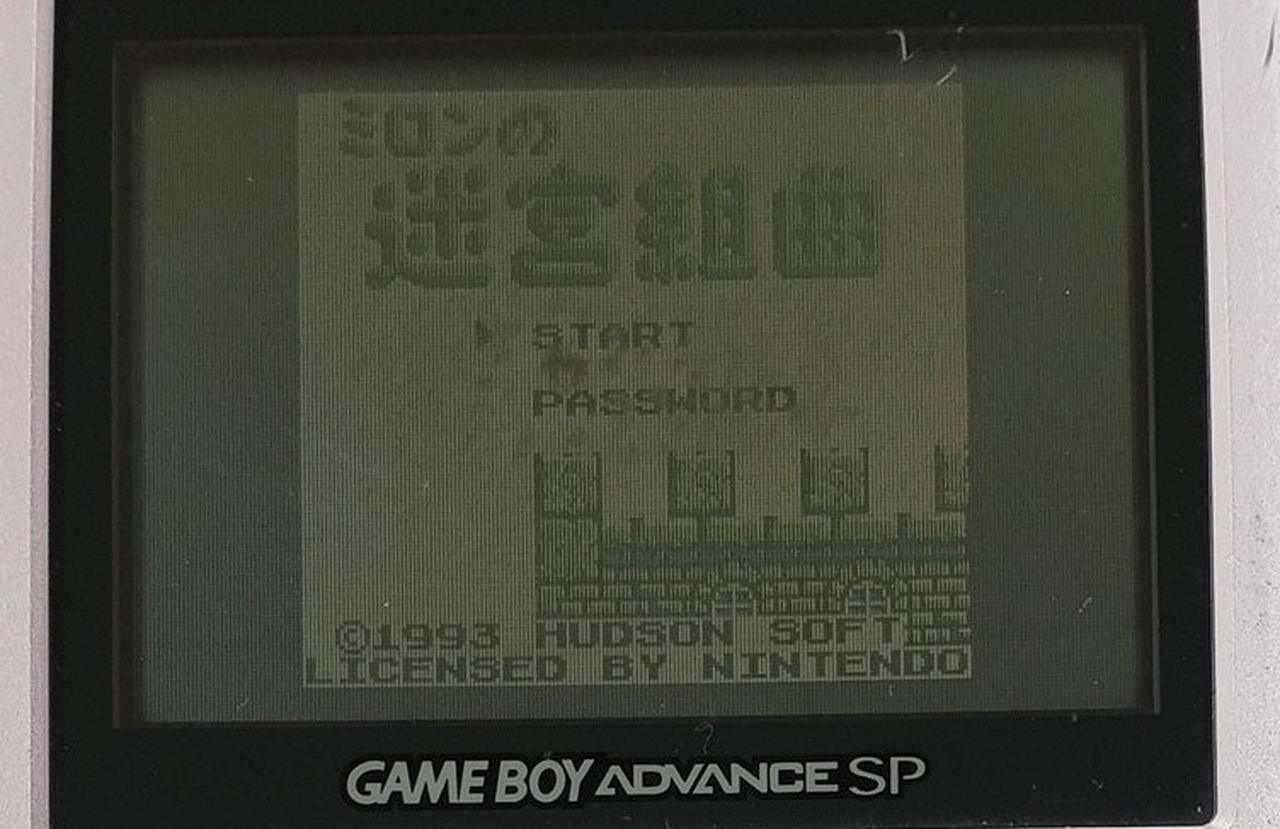 ミロンの
迷宮組曲
START
PASSWORD
©1993 HUDSON SOFT
LICENSED BY NINTENDO
GAME BOY ADVANCE SP